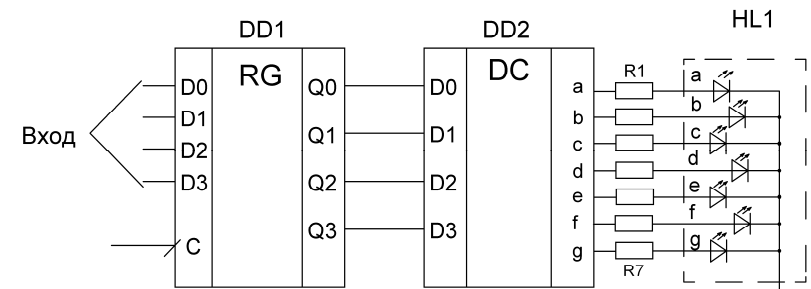 DD1
DD2
HL1
RG
DC
Вход
D0
D1
D2
D3
C
Q0
Q1
Q2
Q3
D0
D1
D2
D3
a
b
c
d
e
f
g
R1
R7
a
b
c
d
e
f
g